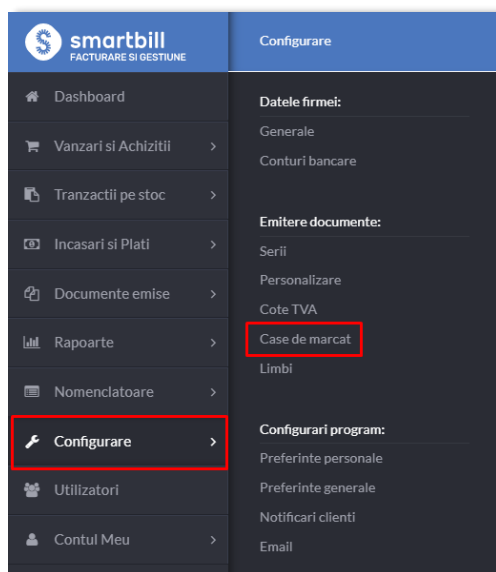 smartbill
FACTURARE SI GESTIUNE
Dashboard
Vanzari si Achizitii
Tranzactii pe stoc
Incasari si Plati
Documente emise
Rapoarte
Nomenclatoare
Configurare
Utilizatori
Contul Meu
Configurare
Datele firmei:
Generale
Conturi bancare
Emitere documente:
Serii
Personalizare
Cote TVA
Case de marcat
Limbi
Configurari program:
Preferinte personale
Preferinte generale
Notificari clienti
Email